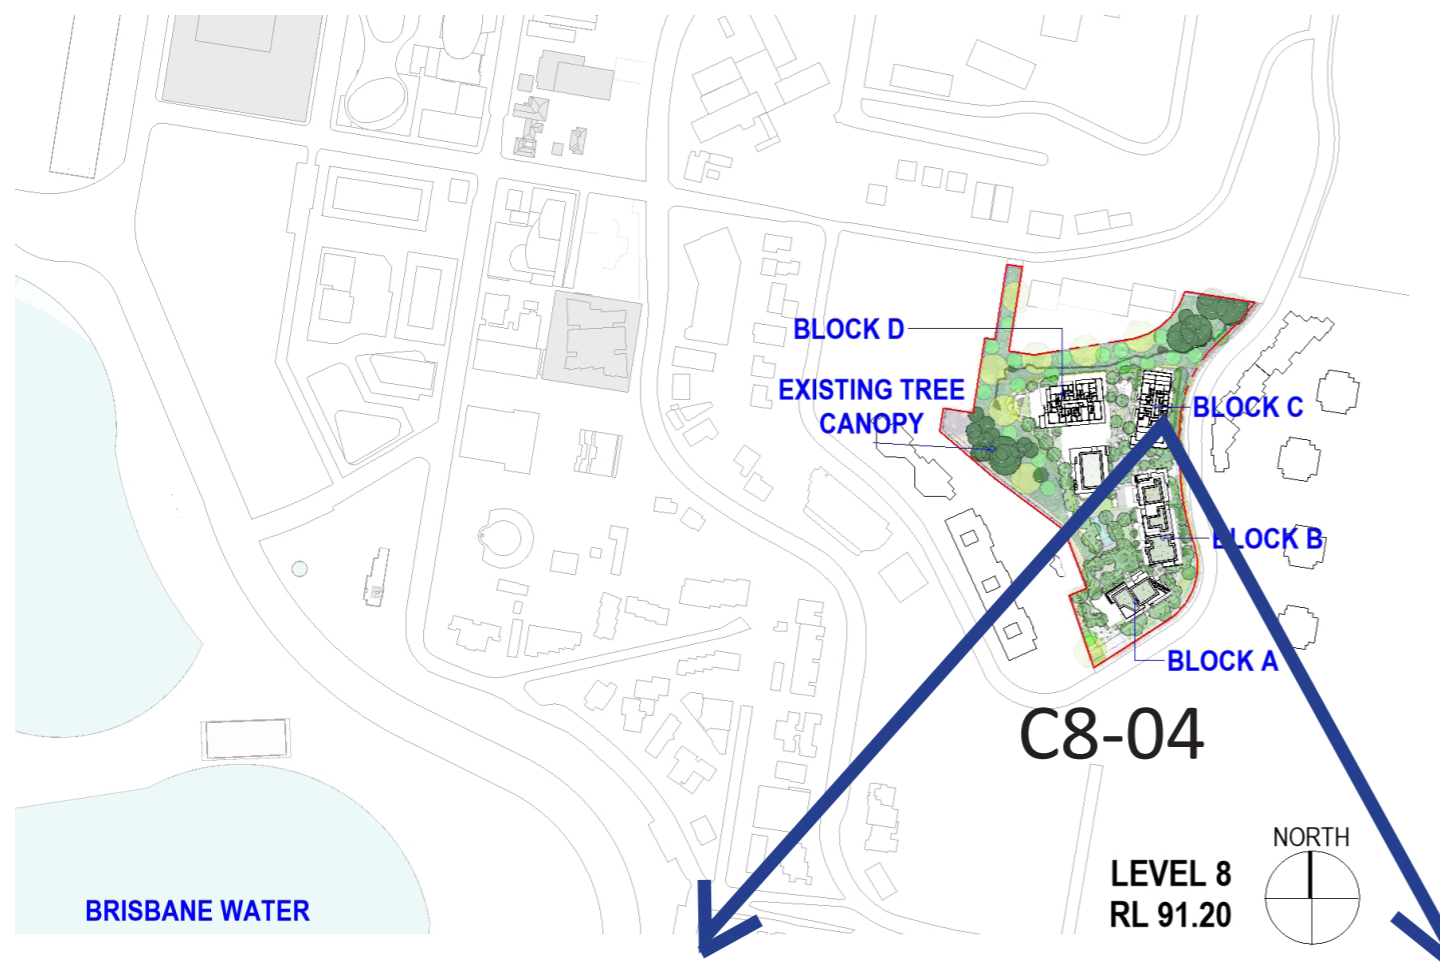 BLOCK D
EXISTING TREE
CANOPY
BLOCK C
BLOCK B
BLOCK A
C8-04
NORTH
LEVEL 8
RL 91.20
BRISBANE WATER